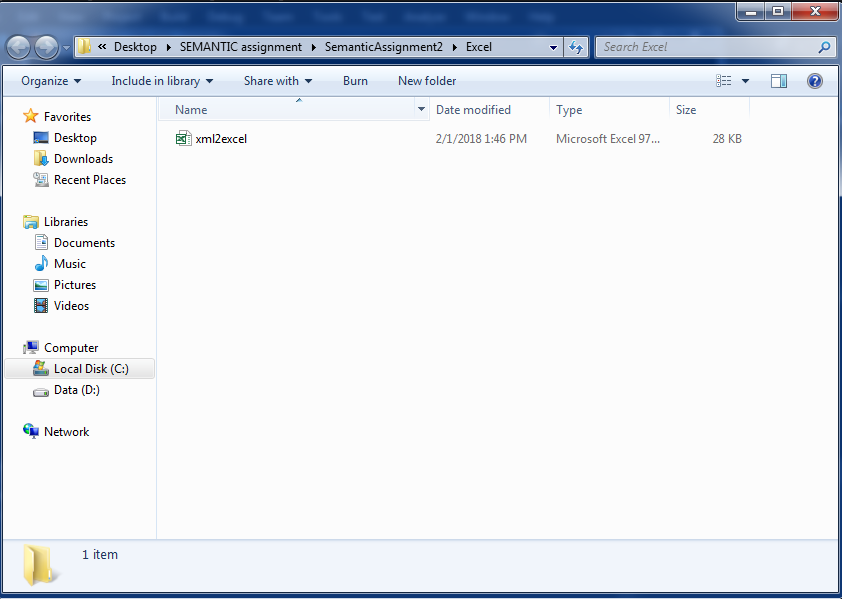 « Desktop SEMANTIC assignment SemanticAssignment2 Excel Search Excel
Organize Include in library Share with Burn New folder
Name Date modified Type Size
xml2excel 2/1/2018 1:46 PM Microsoft Excel 97... 28 KB
Favorites
Desktop
Downloads
Recent Places
Libraries
Documents
Music
Pictures
Videos
Computer
Local Disk (C:)
Data (D:)
Network
1 item